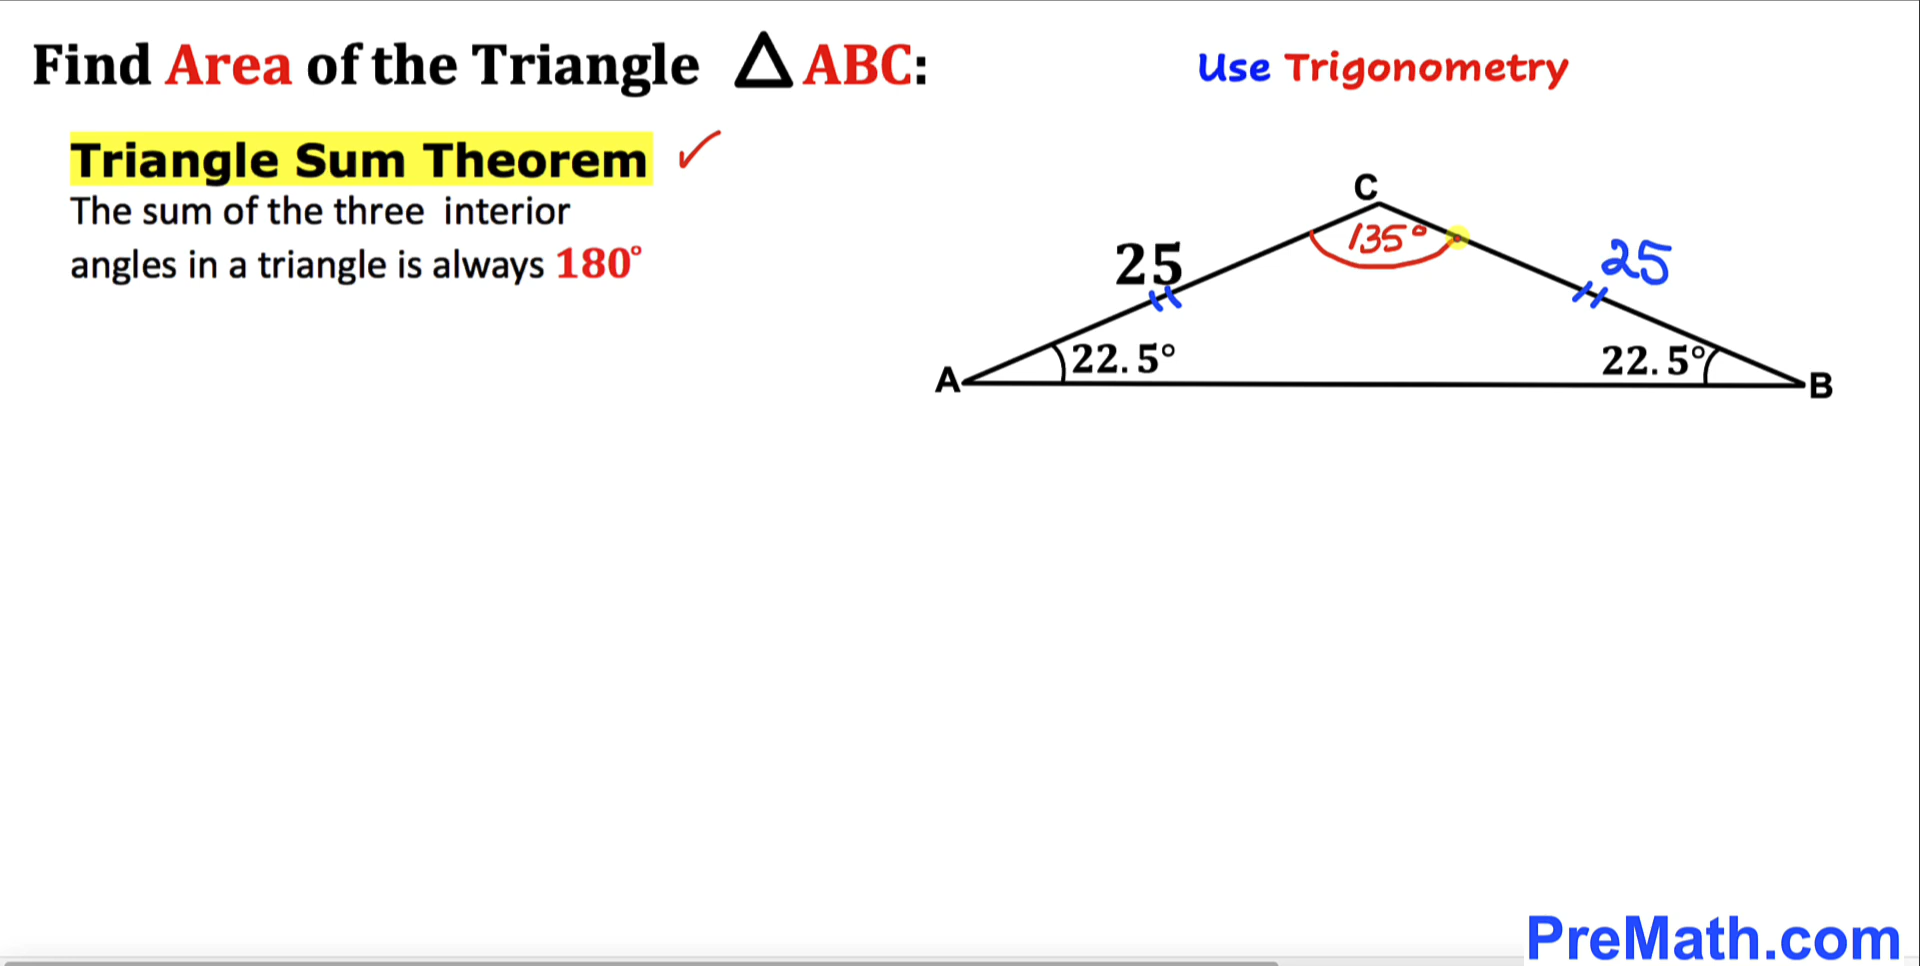 Find Area of the Triangle △ ABC:
Use Trigonometry
Triangle Sum Theorem ✓
The sum of the three interior
angles in a triangle is always 180°
C
135°
25
25
22.5°
22.5°
A
B
PreMath.com